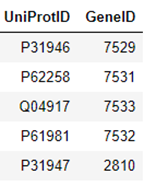 UniProtID GeneID
P31946 7529
P62258 7531
Q04917 7533
P61981 7532
P31947 2810